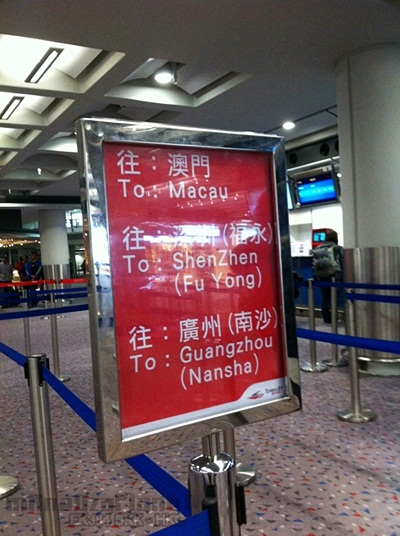 往：澳門
To: Macau
往：深圳(福永)
To: ShenZhen
(Fu Yong)
往：廣州(南沙)
To: Guangzhou
(Nansha)